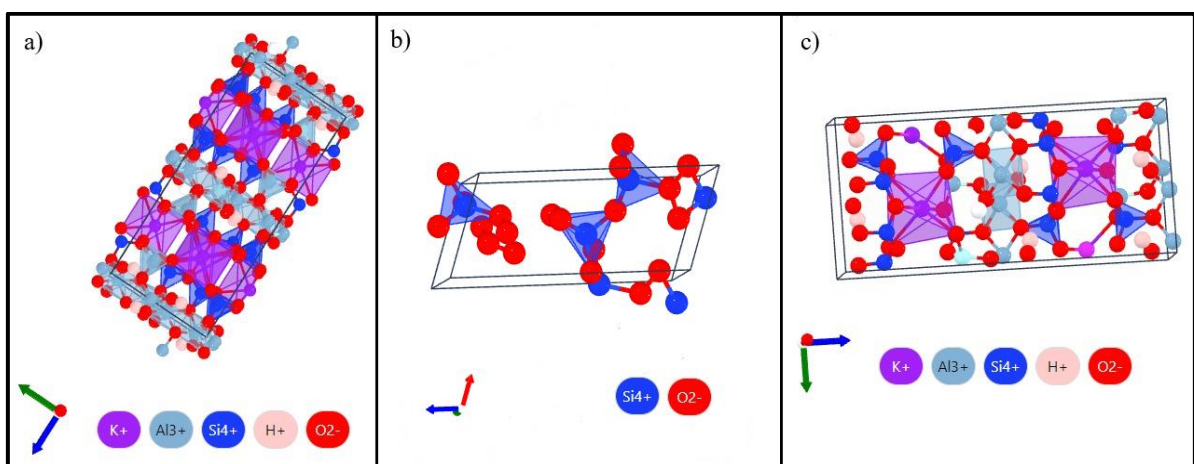 a)
b)
c)
K+ Al3+ Si4+ H+ O2-
Si4+ O2-
K+ Al3+ Si4+ H+ O2-